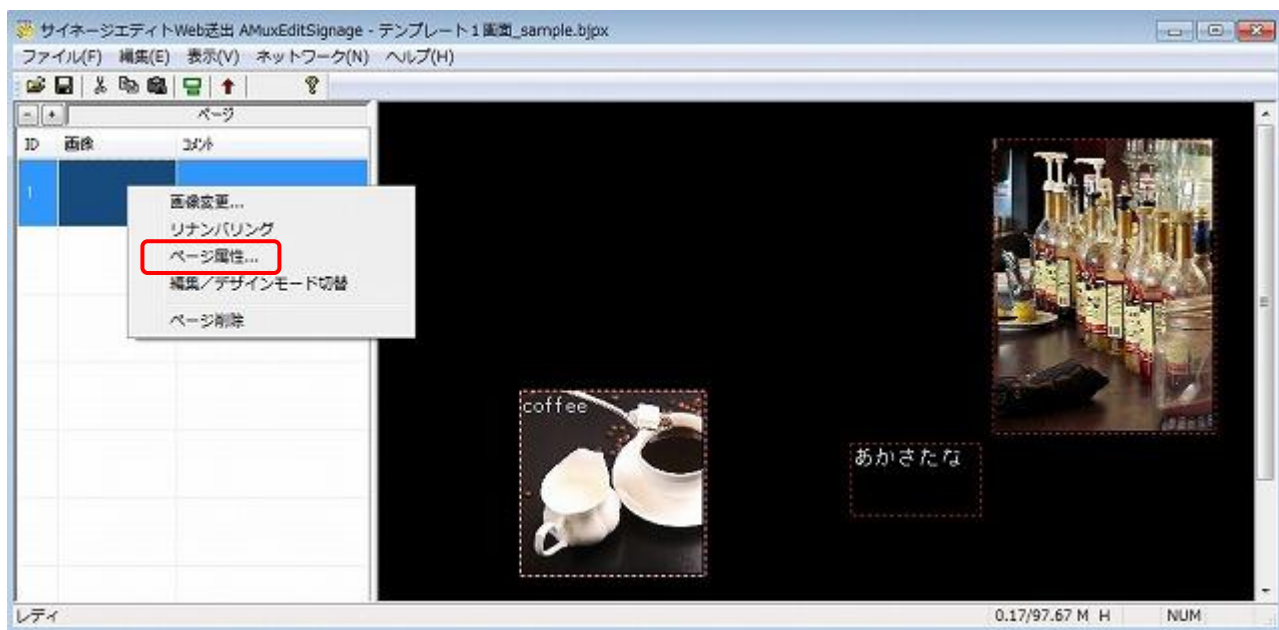 サイネージエディトWeb送出 AMuxEditSignage - テンプレート1画面_sample.bjpx
ファイル(F) 編集(E) 表示(V) ネットワーク(N) ヘルプ(H)
- + ページ
ID 画像 コメント
1
画像変更...
リナンバリング
ページ属性...
編集/デザインモード切替
ページ削除
coffee
あかさたな
レディ 0.17/97.67 M H NUM